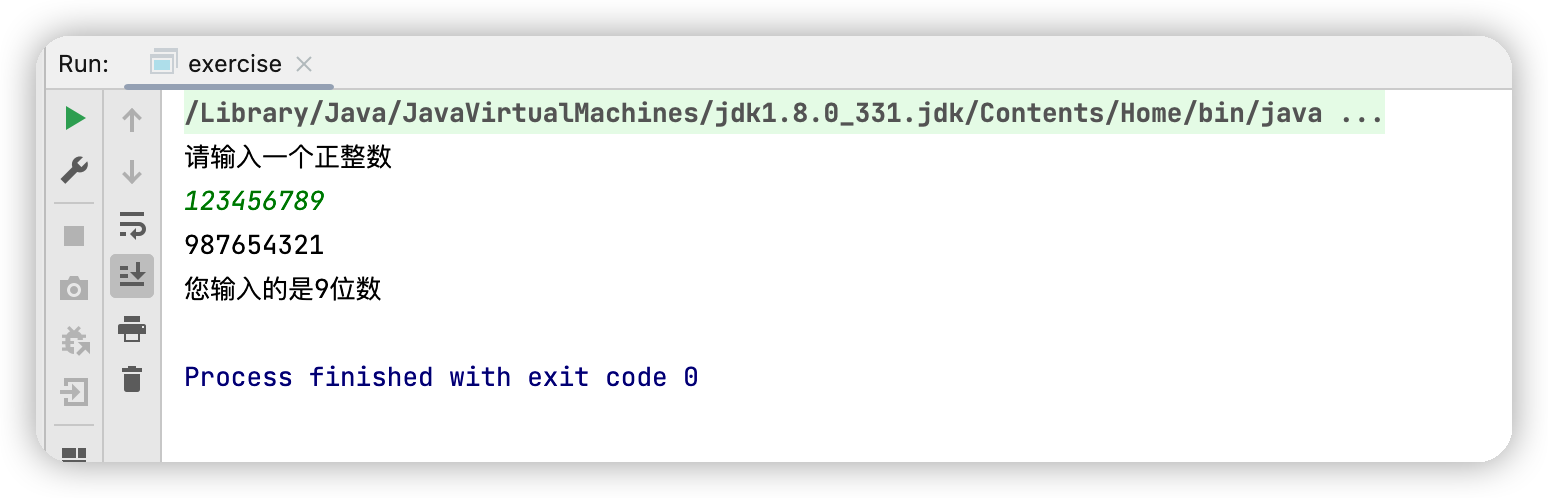 Run: exercise
/Library/Java/JavaVirtualMachines/jdk1.8.0_331.jdk/Contents/Home/bin/java ...
请输入一个正整数
123456789
987654321
您输入的是9位数
Process finished with exit code 0